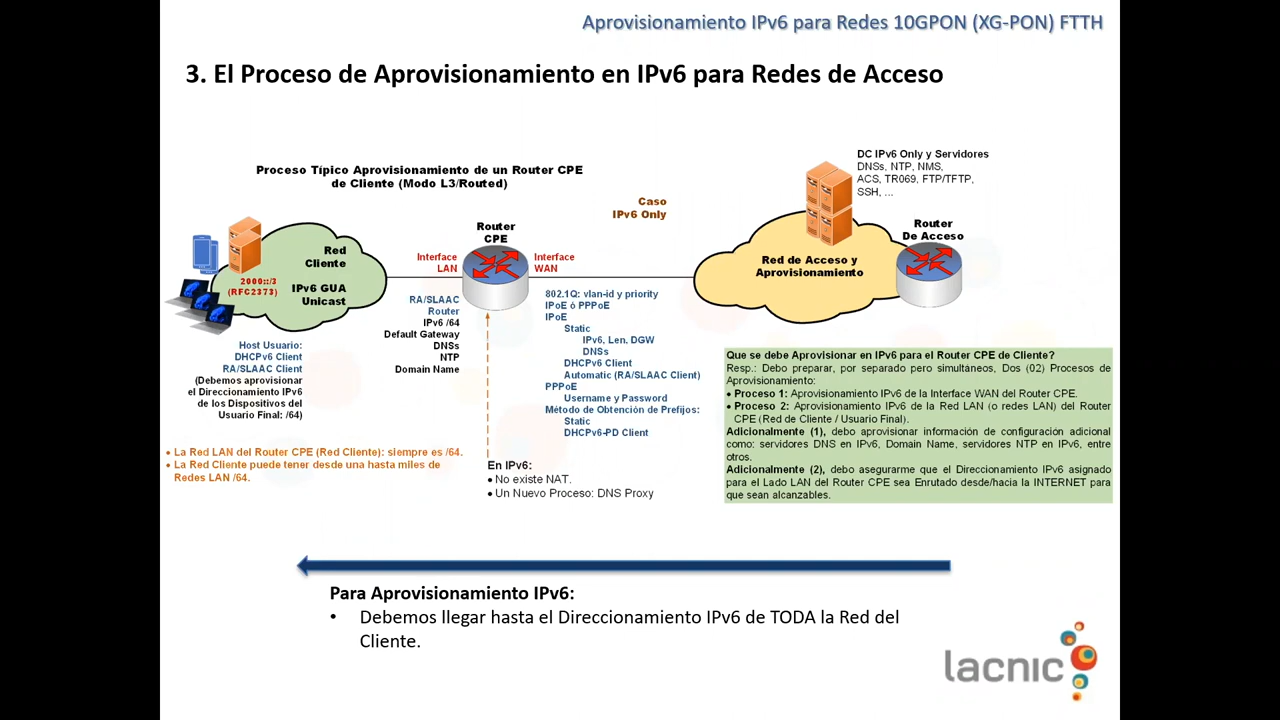 Aprovisionamiento IPv6 para Redes 10GPON (XG-PON) FTTH
3. El Proceso de Aprovisionamiento en IPv6 para Redes de Acceso
Proceso Típico Aprovisionamiento de un Router CPE
de Cliente (Modo L3/Routed)
Caso
IPv6 Only
DC IPv6 Only y Servidores
DNSs, NTP, NMS,
ACS, TR069, FTP/TFTP,
SSH, ...
Red
Cliente
IPv6 GUA
Unicast
2000::/3
(RFC2373)
Host Usuario:
DHCPv6 Client
RA/SLAAC Client
(Debemos aprovisionar
el Direccionamiento IPv6
de los Dispositivos del
Usuario Final: /64)
Interface
LAN
Router
CPE
Interface
WAN
RA/SLAAC
Router
IPv6 /64
Default Gateway
DNSs
NTP
Domain Name
802.1Q: vlan-id y priority
IPoE ó PPPoE
IPoE
Static
IPv6, Len, DGW
DNSs
DHCPv6 Client
Automatic (RA/SLAAC Client)
PPPoE
Username y Password
Método de Obtención de Prefijos:
Static
DHCPv6-PD Client
Red de Acceso y
Aprovisionamiento
Router
De Acceso
• La Red LAN del Router CPE (Red Cliente): siempre es /64.
• La Red Cliente puede tener desde una hasta miles de
Redes LAN /64.
En IPv6:
• No existe NAT.
• Un Nuevo Proceso: DNS Proxy
Que se debe Aprovisionar en IPv6 para el Router CPE de Cliente?
Resp.: Debo preparar, por separado pero simultáneos, Dos (02) Procesos de
Aprovisionamiento:
• Proceso 1: Aprovisionamiento IPv6 de la Interface WAN del Router CPE.
• Proceso 2: Aprovisionamiento IPv6 de la Red LAN (o redes LAN) del Router
CPE (Red de Cliente / Usuario Final).
Adicionalmente (1), debo aprovisionar información de configuración adicional
como: servidores DNS en IPv6, Domain Name, servidores NTP en IPv6, entre
otros.
Adicionalmente (2), debo asegurarme que el Direccionamiento IPv6 asignado
para el Lado LAN del Router CPE sea Enrutado desde/hacia la INTERNET para
que sean alcanzables.
Para Aprovisionamiento IPv6:
• Debemos llegar hasta el Direccionamiento IPv6 de TODA la Red del
Cliente.
lacnic